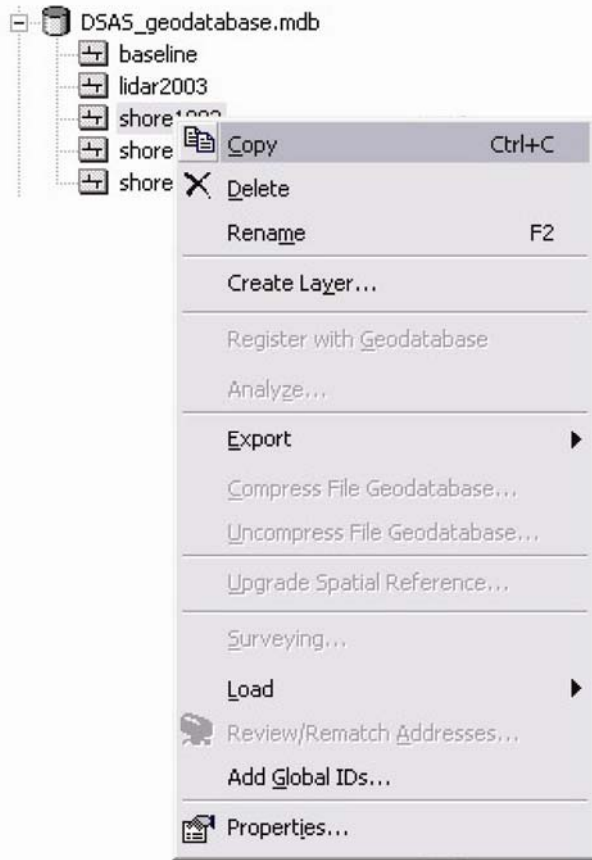 DSAS_geodatabase.mdb
baseline
lidar2003
shore
shore
shore
Copy Ctrl+C
Delete
Rename F2
Create Layer...
Register with Geodatabase
Analyze...
Export
Compress File Geodatabase...
Uncompress File Geodatabase...
Upgrade Spatial Reference...
Surveying...
Load
Review/Rematch Addresses...
Add Global IDs...
Properties...